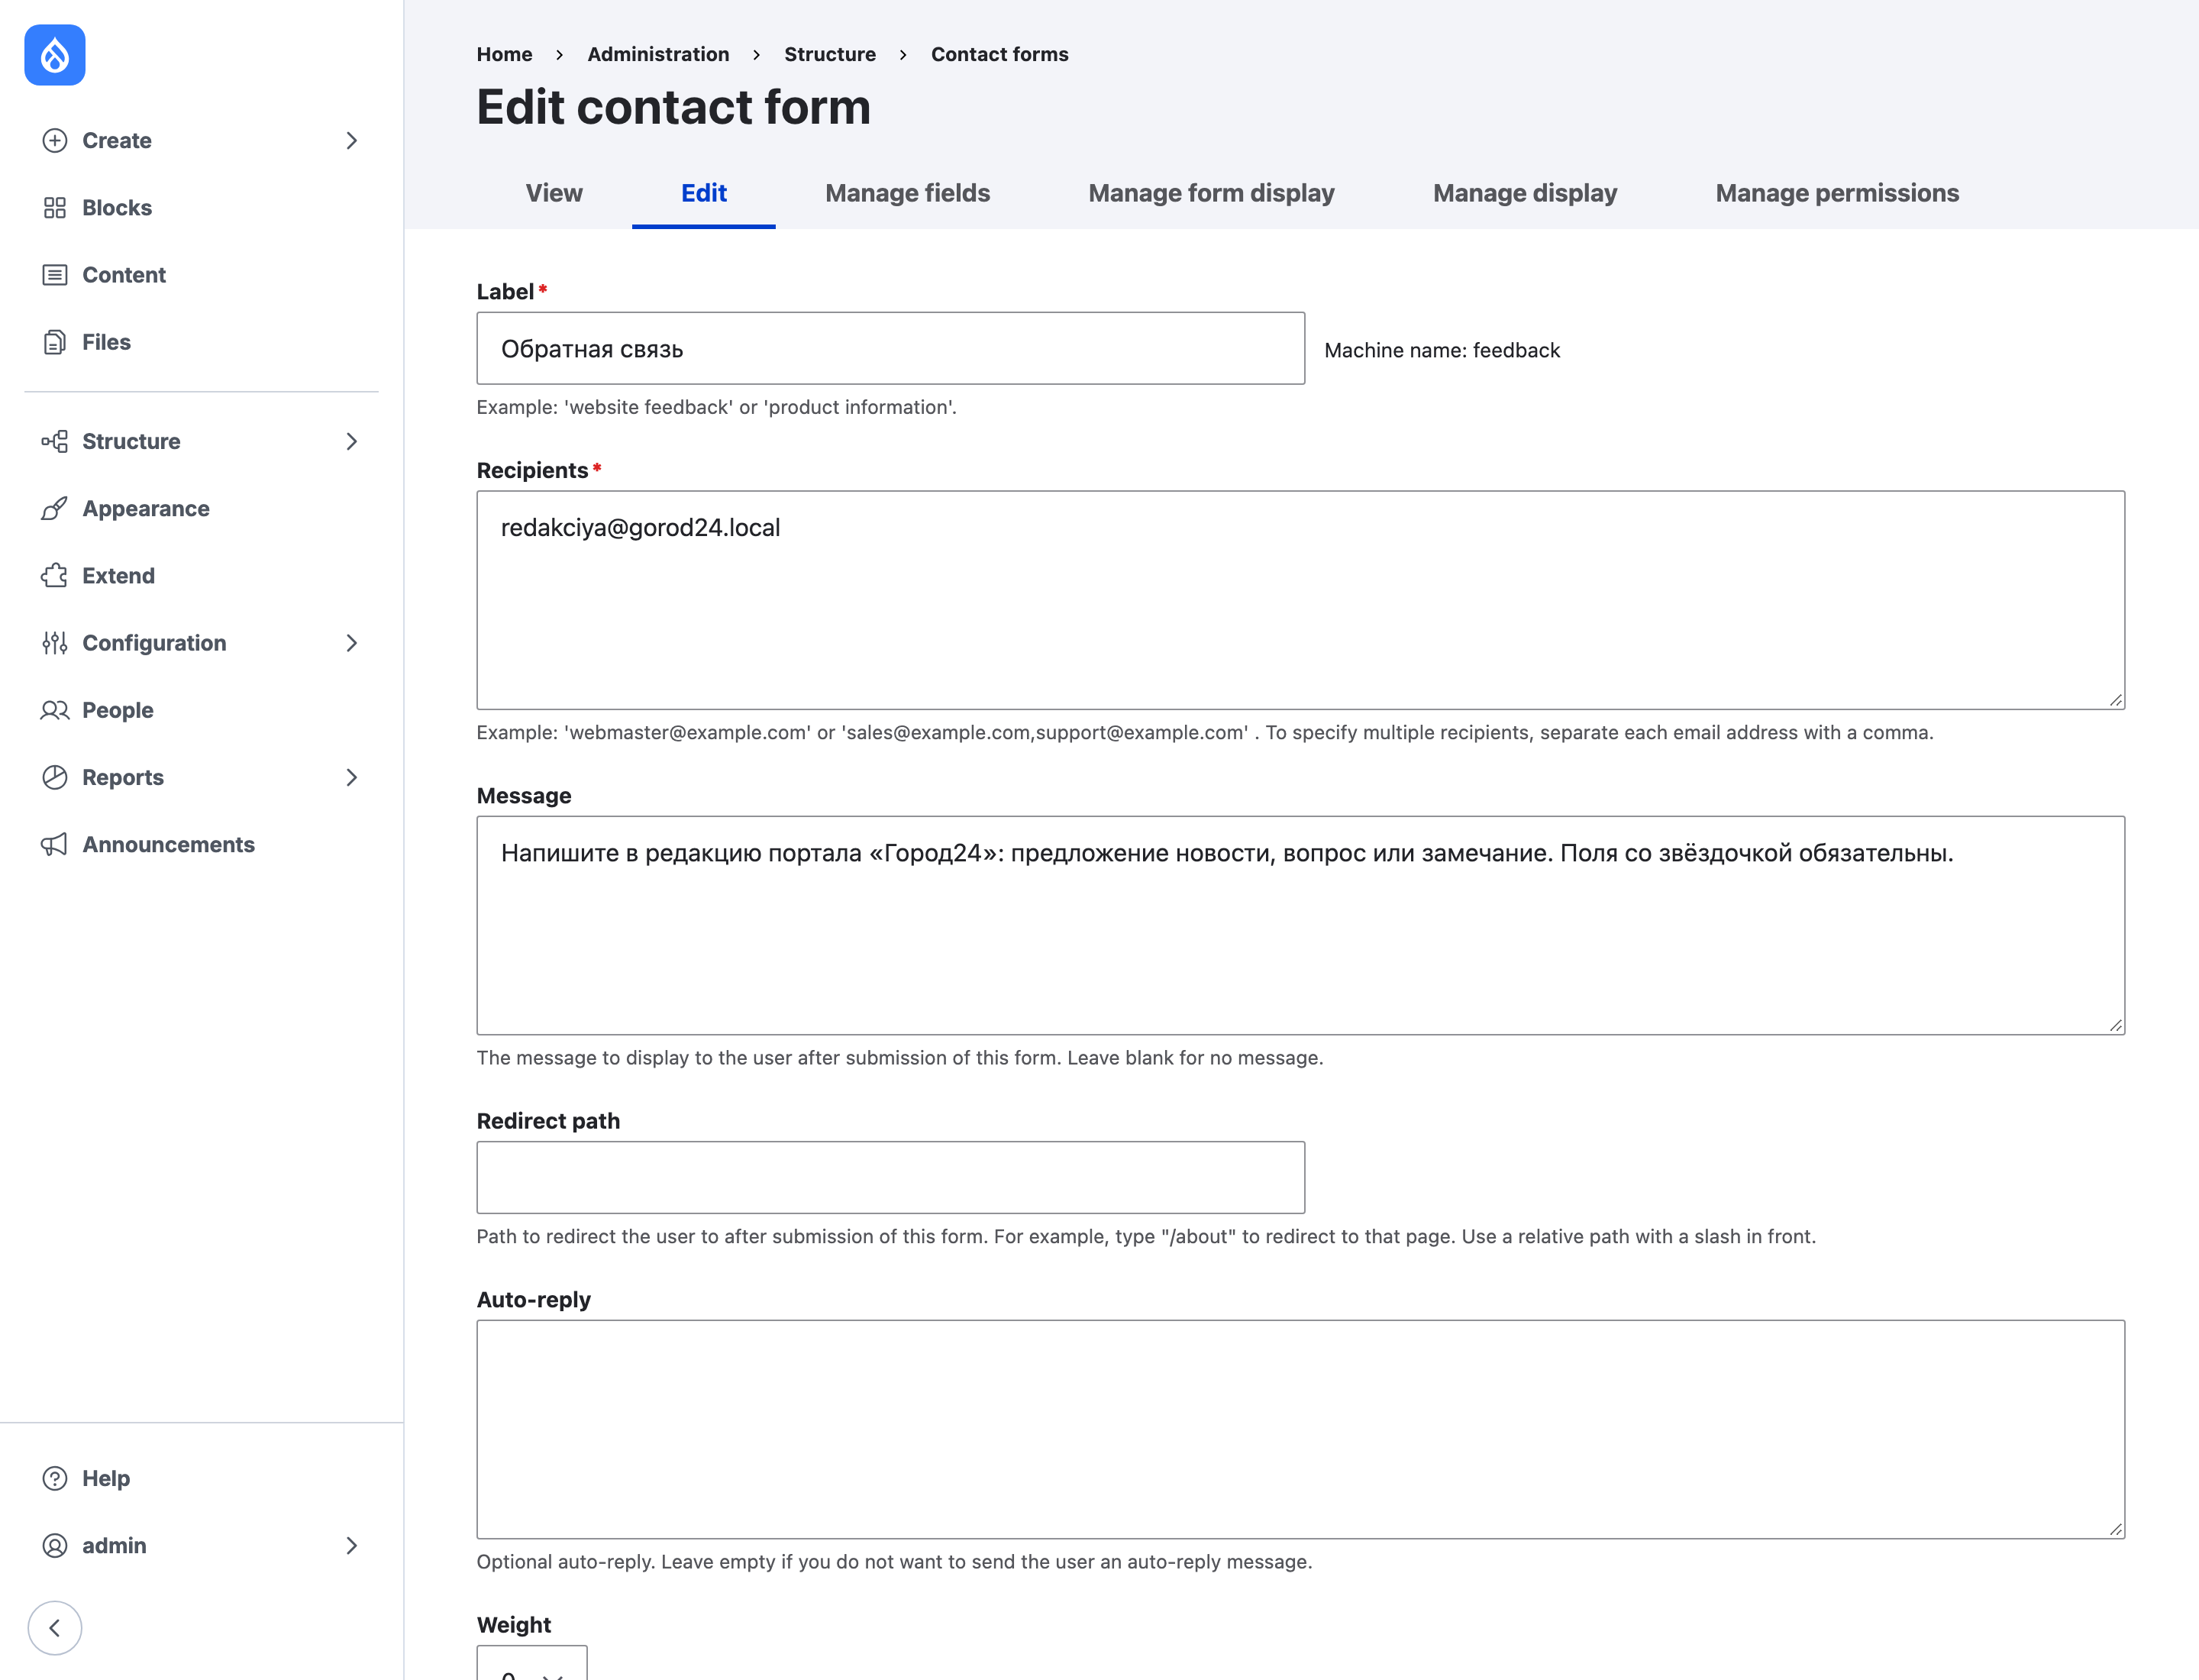 Create
Blocks
Content
Files
Structure
Appearance
Extend
Configuration
People
Reports
Announcements
Help
admin
Home > Administration > Structure > Contact forms
Edit contact form
View Edit Manage fields Manage form display Manage display Manage permissions
Label*
Обратная связь
Machine name: feedback
Example: 'website feedback' or 'product information'.
Recipients*
redakciya@gorod24.local
Example: 'webmaster@example.com' or 'sales@example.com,support@example.com' . To specify multiple recipients, separate each email address with a comma.
Message
Напишите в редакцию портала «Город24»: предложение новости, вопрос или замечание. Поля со звёздочкой обязательны.
The message to display to the user after submission of this form. Leave blank for no message.
Redirect path
Path to redirect the user to after submission of this form. For example, type "/about" to redirect to that page. Use a relative path with a slash in front.
Auto-reply
Optional auto-reply. Leave empty if you do not want to send the user an auto-reply message.
Weight
0